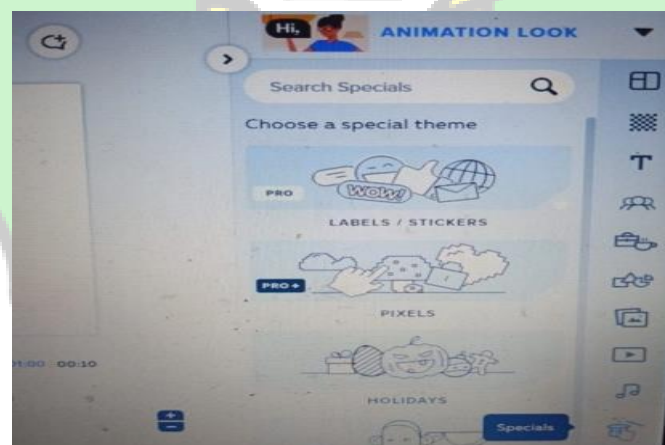 Hi,
ANIMATION LOOK
Search Specials
Choose a special theme
PRO
WOW!
LABELS / STICKERS
PRO+
PIXELS
01:00 00:10
HOLIDAYS
Specials